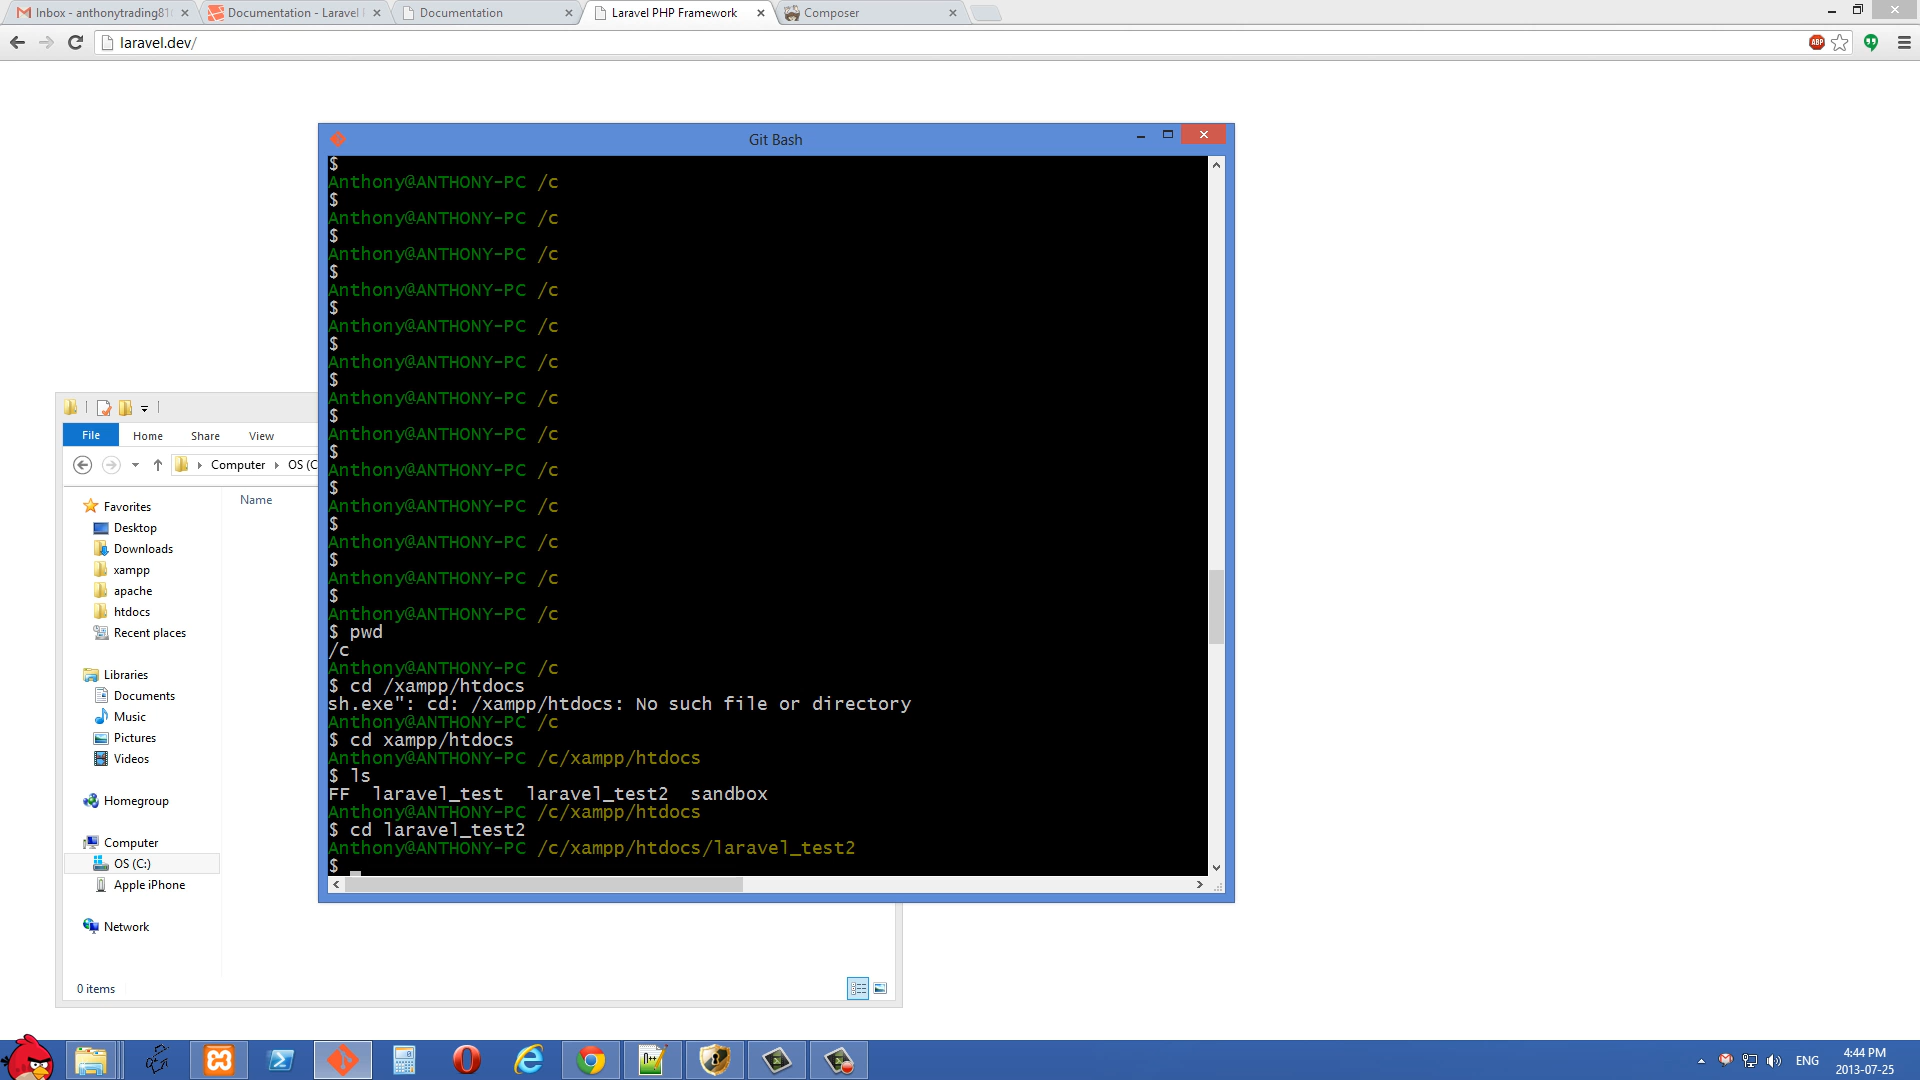 Inbox - anthonytrading81
Documentation - Laravel
Documentation
Laravel PHP Framework
Composer
laravel.dev/
ABP
Git Bash
$
Anthony@ANTHONY-PC /c
$
Anthony@ANTHONY-PC /c
$
Anthony@ANTHONY-PC /c
$
Anthony@ANTHONY-PC /c
$
Anthony@ANTHONY-PC /c
$
Anthony@ANTHONY-PC /c
$
Anthony@ANTHONY-PC /c
$
Anthony@ANTHONY-PC /c
$
Anthony@ANTHONY-PC /c
$
Anthony@ANTHONY-PC /c
$
Anthony@ANTHONY-PC /c
$
Anthony@ANTHONY-PC /c
$
Anthony@ANTHONY-PC /c
$ pwd
/c
Anthony@ANTHONY-PC /c
$ cd /xampp/htdocs
sh.exe": cd: /xampp/htdocs: No such file or directory
Anthony@ANTHONY-PC /c
$ cd xampp/htdocs
Anthony@ANTHONY-PC /c/xampp/htdocs
$ ls
FF laravel_test laravel_test2 sandbox
Anthony@ANTHONY-PC /c/xampp/htdocs
$ cd laravel_test2
Anthony@ANTHONY-PC /c/xampp/htdocs/laravel_test2
$
File Home Share View
Computer OS (C
Name
Favorites
Desktop
Downloads
xampp
apache
htdocs
Recent places
Libraries
Documents
Music
Pictures
Videos
Homegroup
Computer
OS (C:)
Apple iPhone
Network
0 items
ENG
4:44 PM
2013-07-25